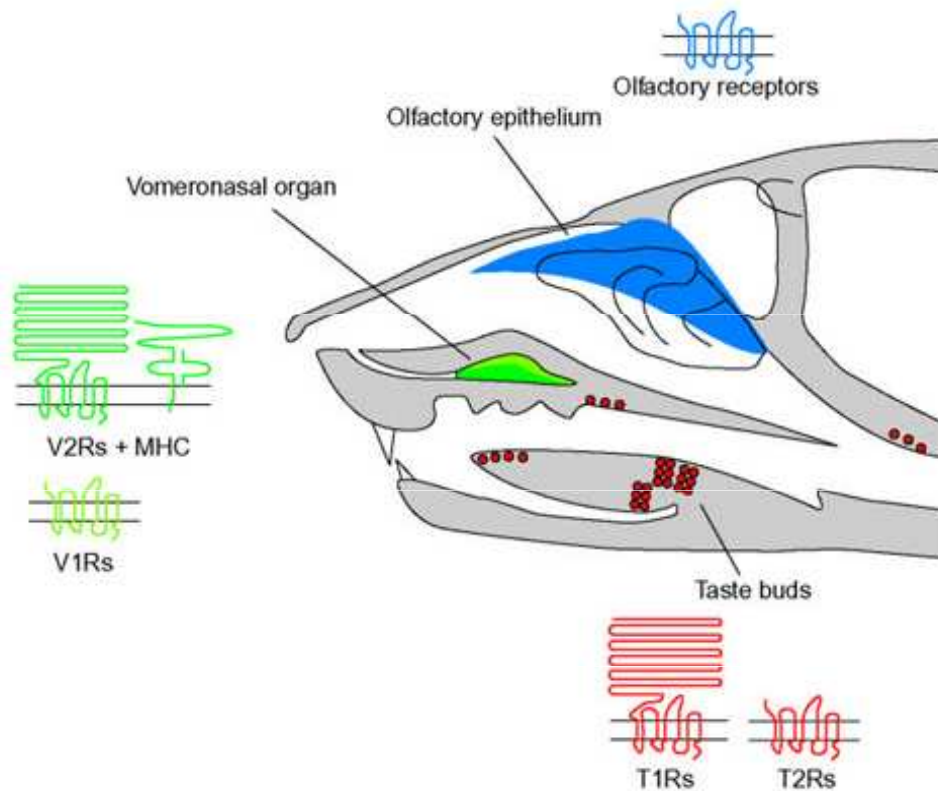 Olfactory receptors
Olfactory epithelium
Vomeronasal organ
V2Rs + MHC
V1Rs
Taste buds
T1Rs
T2Rs